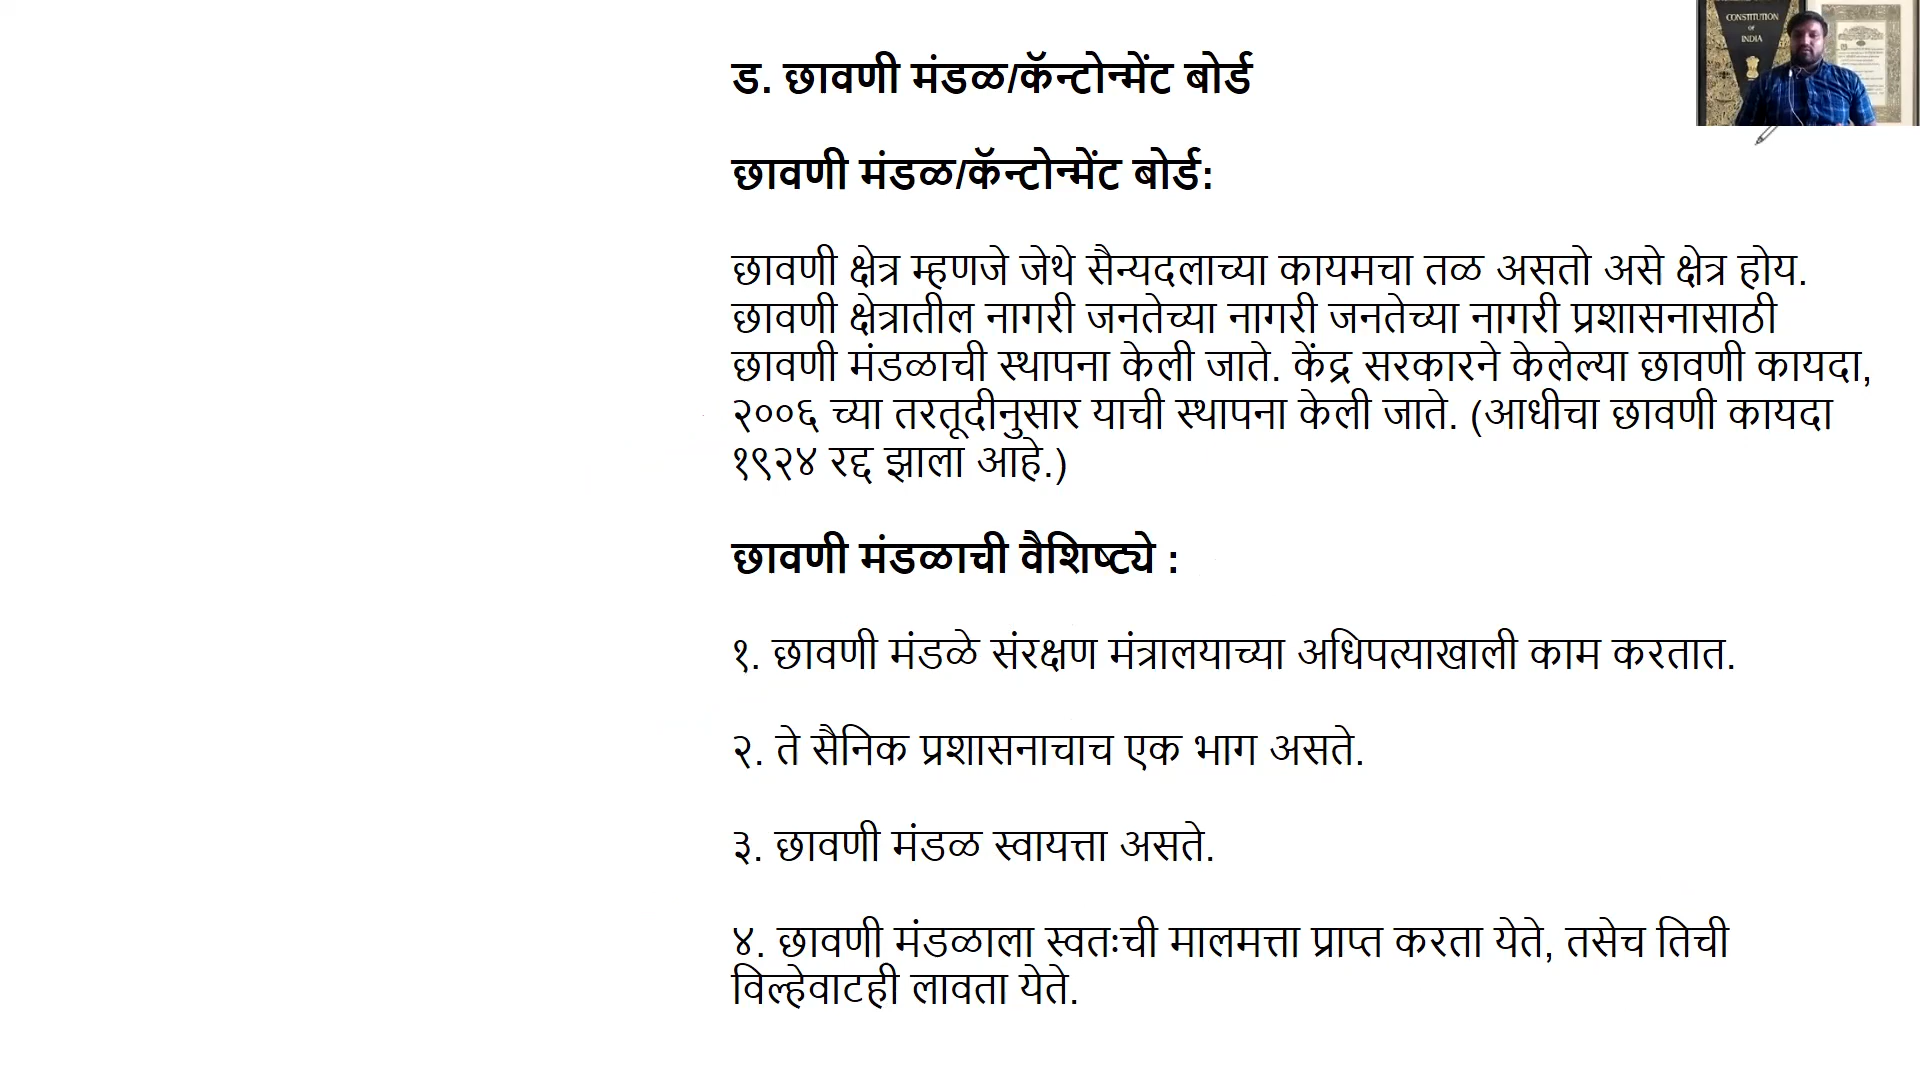 ड. छावणी मंडळ/कॅन्टोन्मेंट बोर्ड
छावणी मंडळ/कॅन्टोन्मेंट बोर्ड:
छावणी क्षेत्र म्हणजे जेथे सैन्यदलाच्या कायमचा तळ असतो असे क्षेत्र होय.
छावणी क्षेत्रातील नागरी जनतेच्या नागरी जनतेच्या नागरी प्रशासनासाठी
छावणी मंडळाची स्थापना केली जाते. केंद्र सरकारने केलेल्या छावणी कायदा,
२००६ च्या तरतूदीनुसार याची स्थापना केली जाते. (आधीचा छावणी कायदा
१९२४ रद्द झाला आहे.)
छावणी मंडळाची वैशिष्ट्ये :
१. छावणी मंडळे संरक्षण मंत्रालयाच्या अधिपत्याखाली काम करतात.
२. ते सैनिक प्रशासनाचाच एक भाग असते.
३. छावणी मंडळ स्वायत्ता असते.
४. छावणी मंडळाला स्वतःची मालमत्ता प्राप्त करता येते, तसेच तिची
विल्हेवाटही लावता येते.
CONSTITUTION
OF
INDIA